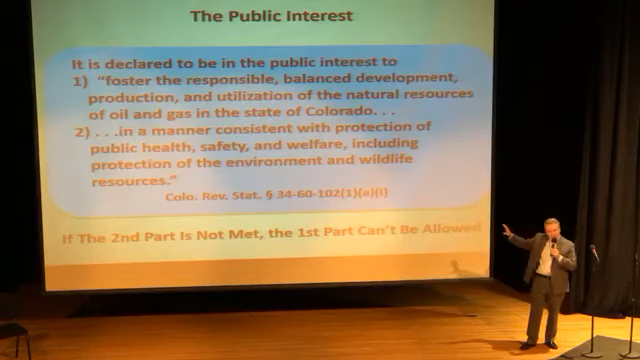 The Public Interest
It is declared to be in the public interest to
1) "foster the responsible, balanced development,
production, and utilization of the natural resources
of oil and gas in the state of Colorado. . .
2) . . .in a manner consistent with protection of
public health, safety, and welfare, including
protection of the environment and wildlife
resources."
Colo. Rev. Stat. § 34-60-102(1)(a)(I)
If The 2nd Part Is Not Met, the 1st Part Can't Be Allowed